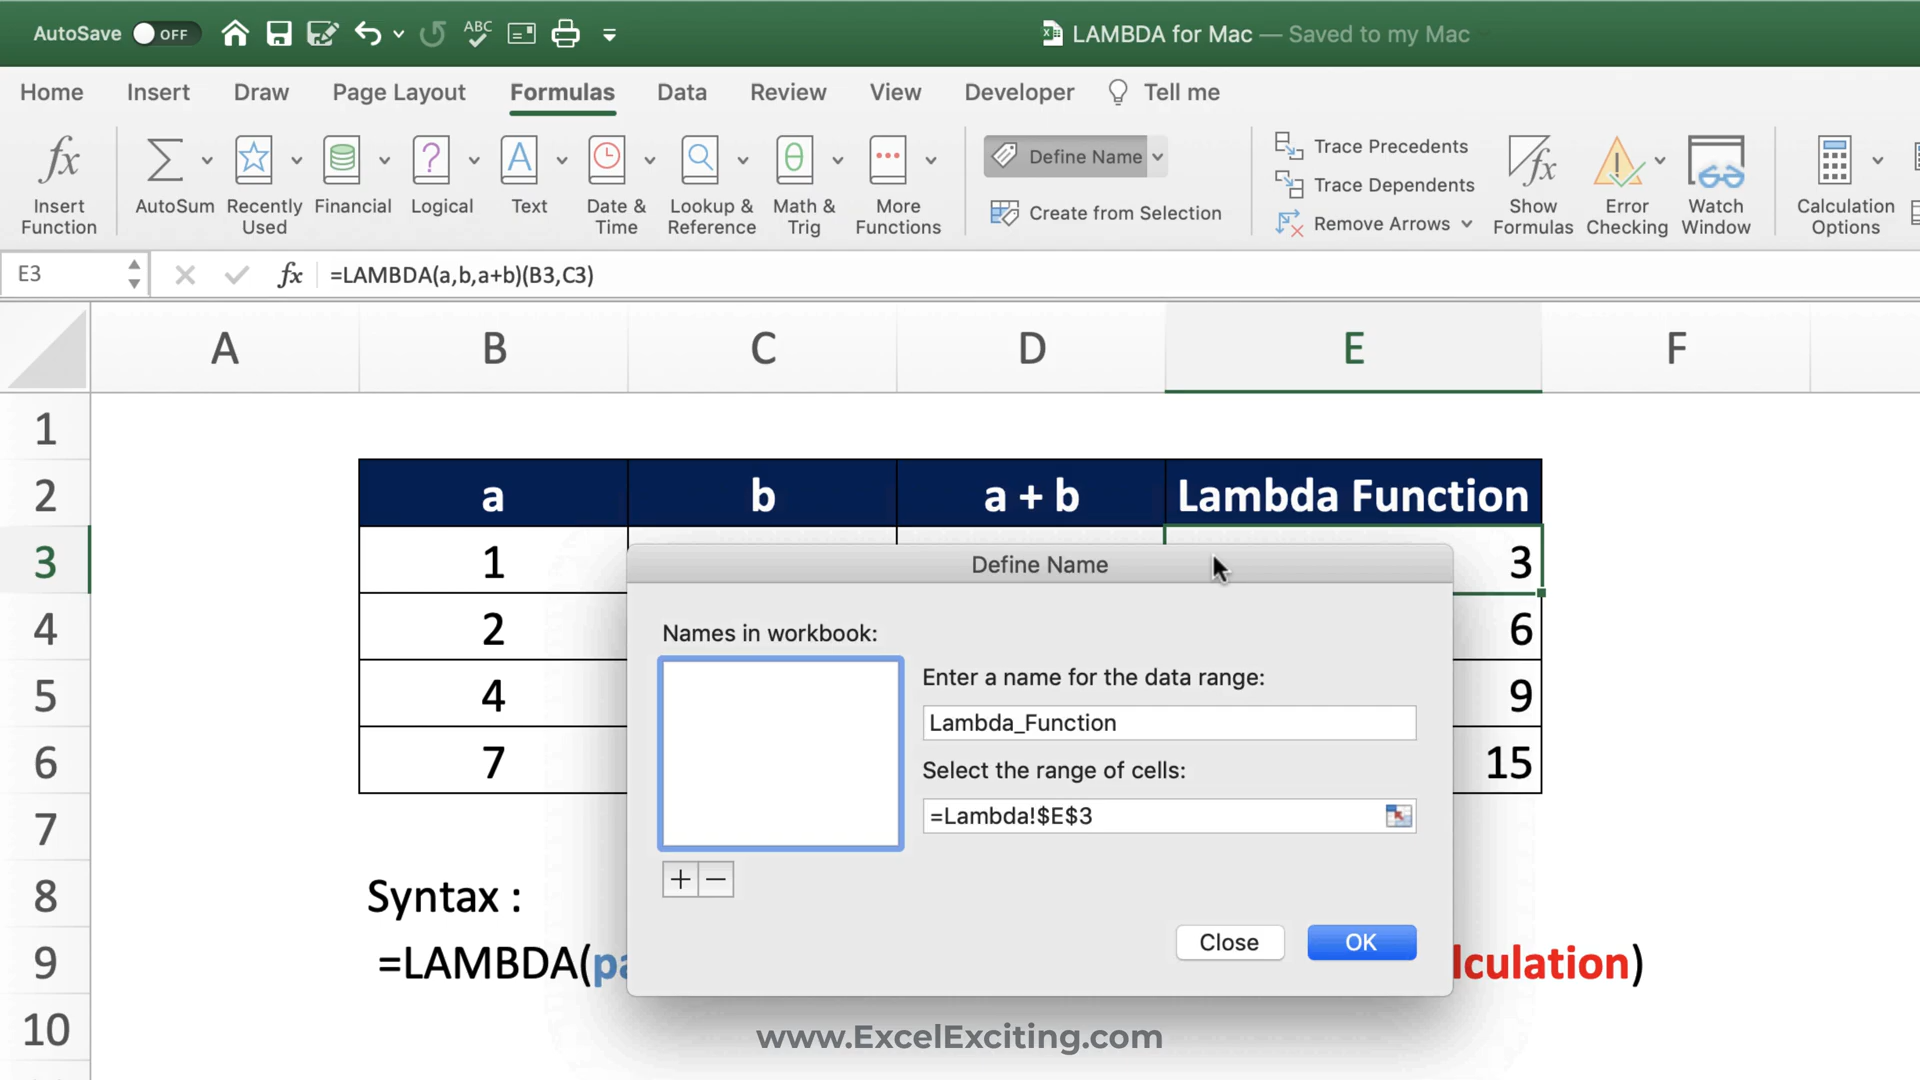 AutoSave OFF ABC LAMBDA for Mac — Saved to my Mac
Home Insert Draw Page Layout Formulas Data Review View Developer Tell me
fx Insert Function
AutoSum
Recently Used
Financial
? Logical
A Text
Date & Time
Lookup & Reference
θ Math & Trig
More Functions
Define Name
Create from Selection
Trace Precedents
Trace Dependents
Remove Arrows
fx Show Formulas
Error Checking
Watch Window
Calculation Options
E3 fx =LAMBDA(a,b,a+b)(B3,C3)
A B C D E F
1
2 a b a + b Lambda Function
3 1 3
4 2 6
5 4 9
6 7 15
7
8 Syntax :
9 =LAMBDA(pa lculation)
10
Define Name
Names in workbook:
Enter a name for the data range:
Lambda_Function
Select the range of cells:
=Lambda!$E$3
+ −
Close OK
www.ExcelExciting.com